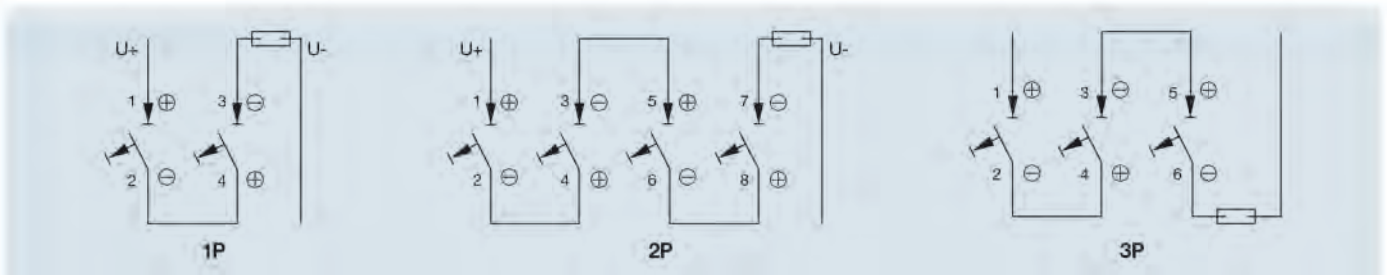 U+ U- U+ U-
1 ⊕ 3 ⊖ 1 ⊕ 3 ⊖ 5 ⊕ 7 ⊖ 1 ⊕ 3 ⊖ 5 ⊕
2 ⊖ 4 ⊕ 2 ⊖ 4 ⊕ 6 ⊖ 8 ⊕ 2 ⊖ 4 ⊕ 6 ⊖
1P 2P 3P